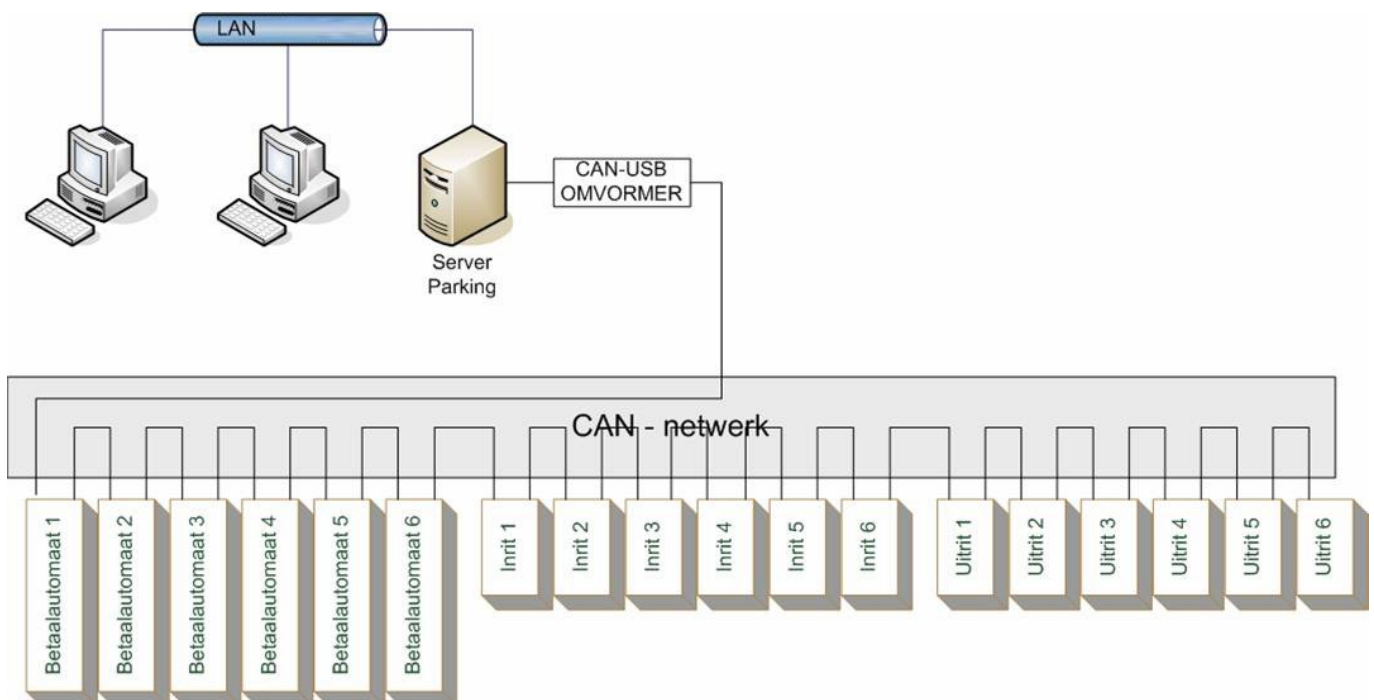 LAN
CAN-USB
OMVORMER
Server
Parking
CAN - netwerk
Betaalautomaat 1
Betaalautomaat 2
Betaalautomaat 3
Betaalautomaat 4
Betaalautomaat 5
Betaalautomaat 6
Inrit 1
Inrit 2
Inrit 3
Inrit 4
Inrit 5
Inrit 6
Uitrit 1
Uitrit 2
Uitrit 3
Uitrit 4
Uitrit 5
Uitrit 6